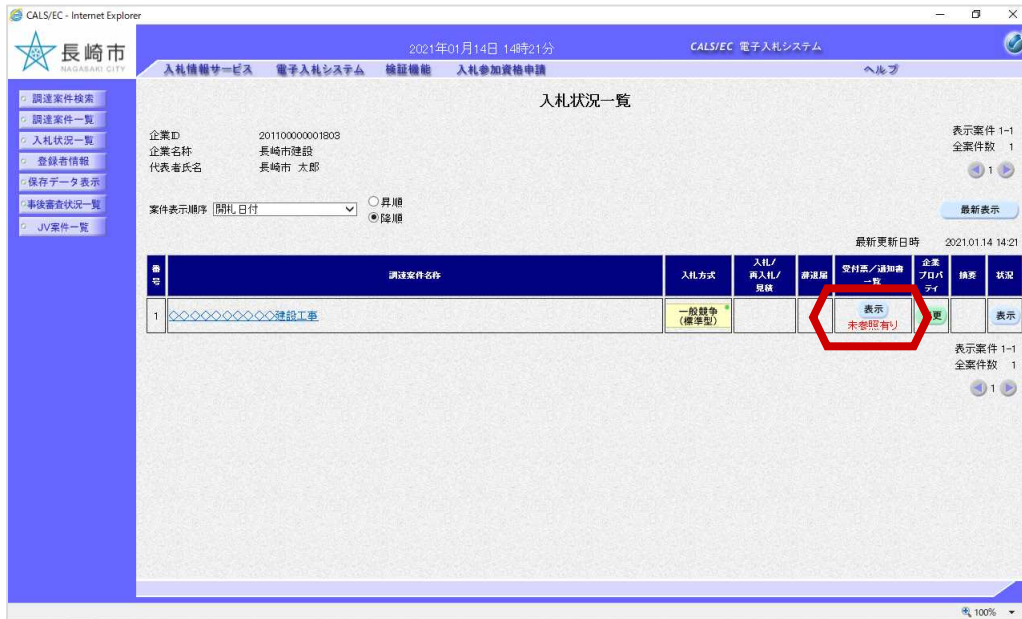 CALS/EC - Internet Explorer
長崎市
NAGASAKI CITY
2021年01月14日 14時21分
CALS/EC 電子入札システム
入札情報サービス 電子入札システム 検証機能 入札参加資格申請 ヘルプ
調達案件検索
調達案件一覧
入札状況一覧
登録者情報
保存データ表示
事後審査状況一覧
JV案件一覧
入札状況一覧
企業ID 201100000001803
企業名称 長崎市建設
代表者氏名 長崎市 太郎
表示案件 1-1
全案件数 1
1
案件表示順序 開札日付
昇順
降順
最新表示
最新更新日時 2021.01.14 14:21
番号 調達案件名称 入札方式 入札/再入札/見積 辞退届 受付票/通知書一覧 企業プロパティ 摘要 状況
1 ◇◇◇◇◇◇◇◇◇◇建設工事 一般競争(標準型) 表示 未参照有り 更 表示
表示案件 1-1
全案件数 1
1
100%